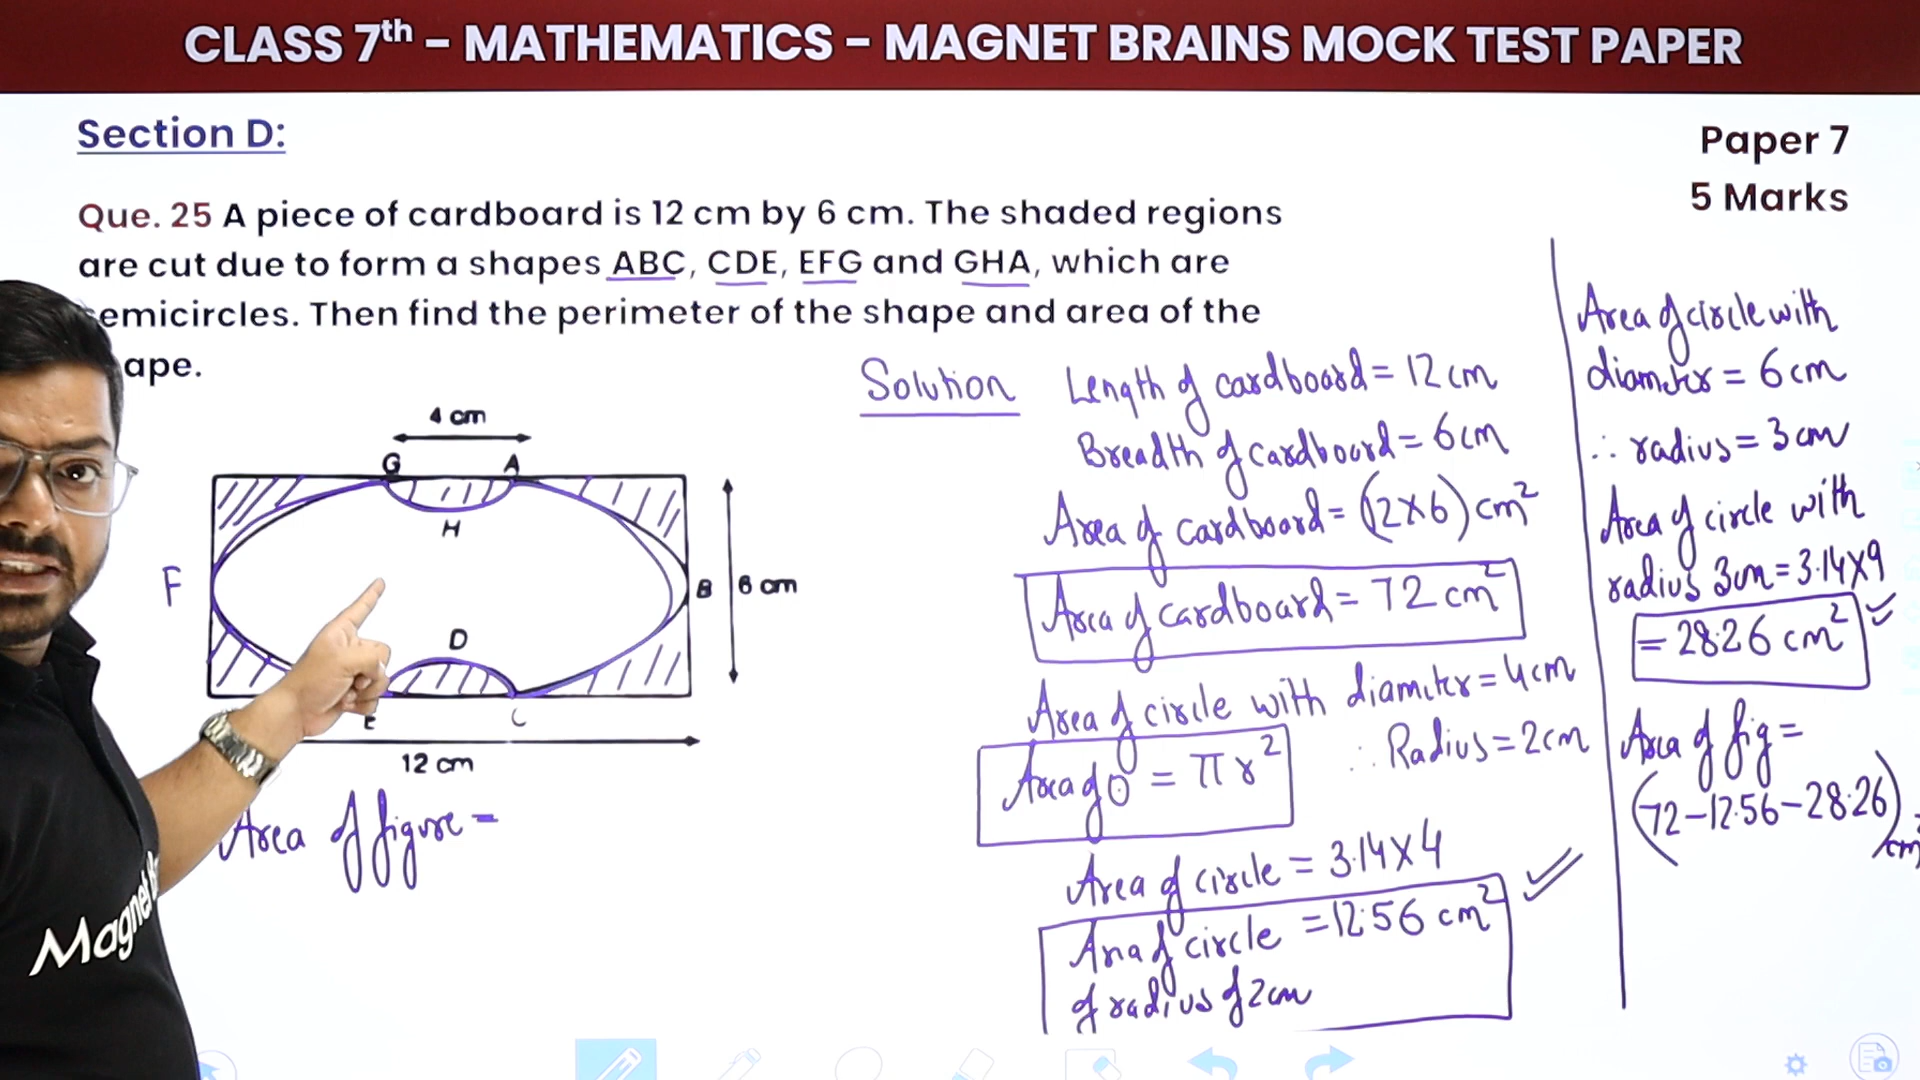 CLASS 7th – MATHEMATICS – MAGNET BRAINS MOCK TEST PAPER
Section D:
Paper 7
5 Marks
Que. 25 A piece of cardboard is 12 cm by 6 cm. The shaded regions
are cut due to form a shapes ABC, CDE, EFG and GHA, which are
emicircles. Then find the perimeter of the shape and area of the
ape.
4 cm
G A
H
F
B 6 cm
D
E C
12 cm
Area of figure =
Solution
Length of cardboard = 12 cm
Breadth of cardboard = 6 cm
Area of cardboard = (12×6) cm²
Area of cardboard = 72 cm²
Area of circle with diameter = 4cm
∴ Radius = 2cm
Area of ⊙ = πr²
Area of circle = 3.14×4
Area of circle = 12.56 cm²
of radius of 2cm
Area of circle with
diameter = 6cm
∴ radius = 3cm
Area of circle with
radius 3cm = 3.14×9
= 28.26 cm²
Area of fig =
(72–12.56–28.26)
cm
Magnet